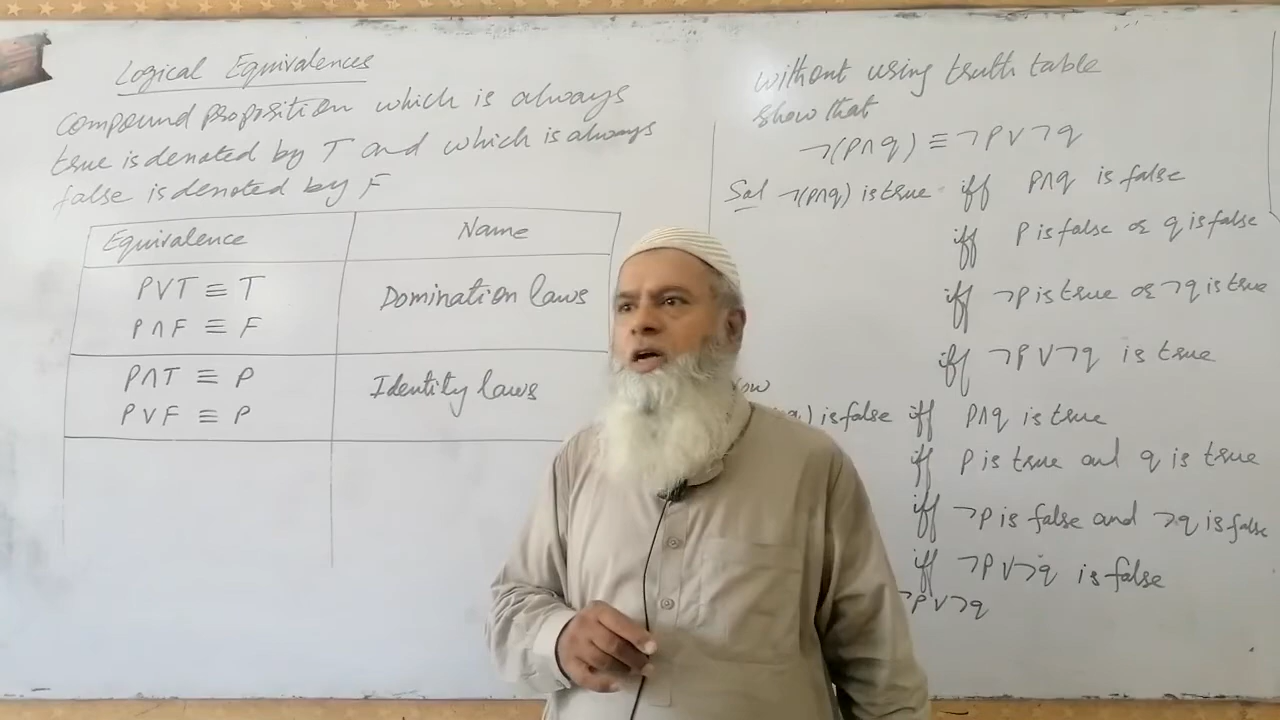 Logical Equivalences
compound proposition which is always
true is denoted by T and which is always
false is denoted by F
Equivalence Name
P∨T ≡ T
P∧F ≡ F
Domination laws
P∧T ≡ P
P∨F ≡ P
Identity laws
without using truth table
show that
¬(P∧q) ≡ ¬P∨¬q
Sol ¬(P∧q) is true iff P∧q is false
iff P is false or q is false
iff ¬P is true or ¬q is true
iff ¬P∨¬q is true
q) is false iff P∧q is true
iff P is true and q is true
iff ¬P is false and ¬q is false
iff ¬P∨¬q is false
¬P∨¬q